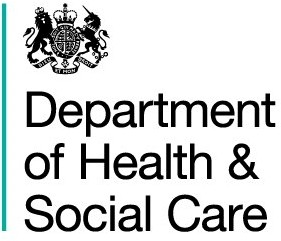 Department
of Health &
Social Care